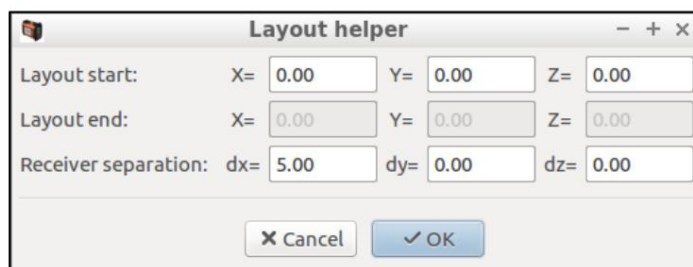 Layout helper
Layout start: X= 0.00 Y= 0.00 Z= 0.00
Layout end: X= 0.00 Y= 0.00 Z= 0.00
Receiver separation: dx= 5.00 dy= 0.00 dz= 0.00
Cancel OK